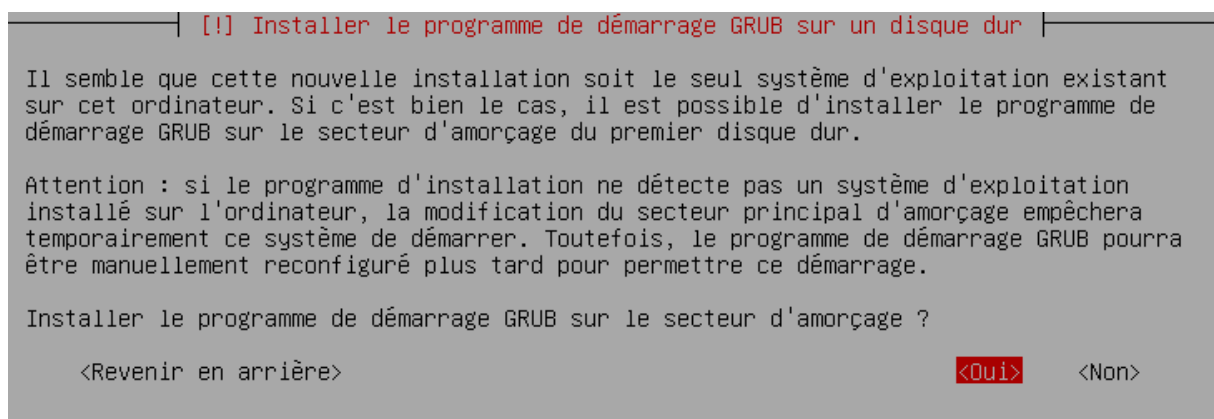 [!] Installer le programme de démarrage GRUB sur un disque dur
Il semble que cette nouvelle installation soit le seul système d'exploitation existant
sur cet ordinateur. Si c'est bien le cas, il est possible d'installer le programme de
démarrage GRUB sur le secteur d'amorçage du premier disque dur.
Attention : si le programme d'installation ne détecte pas un système d'exploitation
installé sur l'ordinateur, la modification du secteur principal d'amorçage empêchera
temporairement ce système de démarrer. Toutefois, le programme de démarrage GRUB pourra
être manuellement reconfiguré plus tard pour permettre ce démarrage.
Installer le programme de démarrage GRUB sur le secteur d'amorçage ?
<Revenir en arrière> <Oui> <Non>